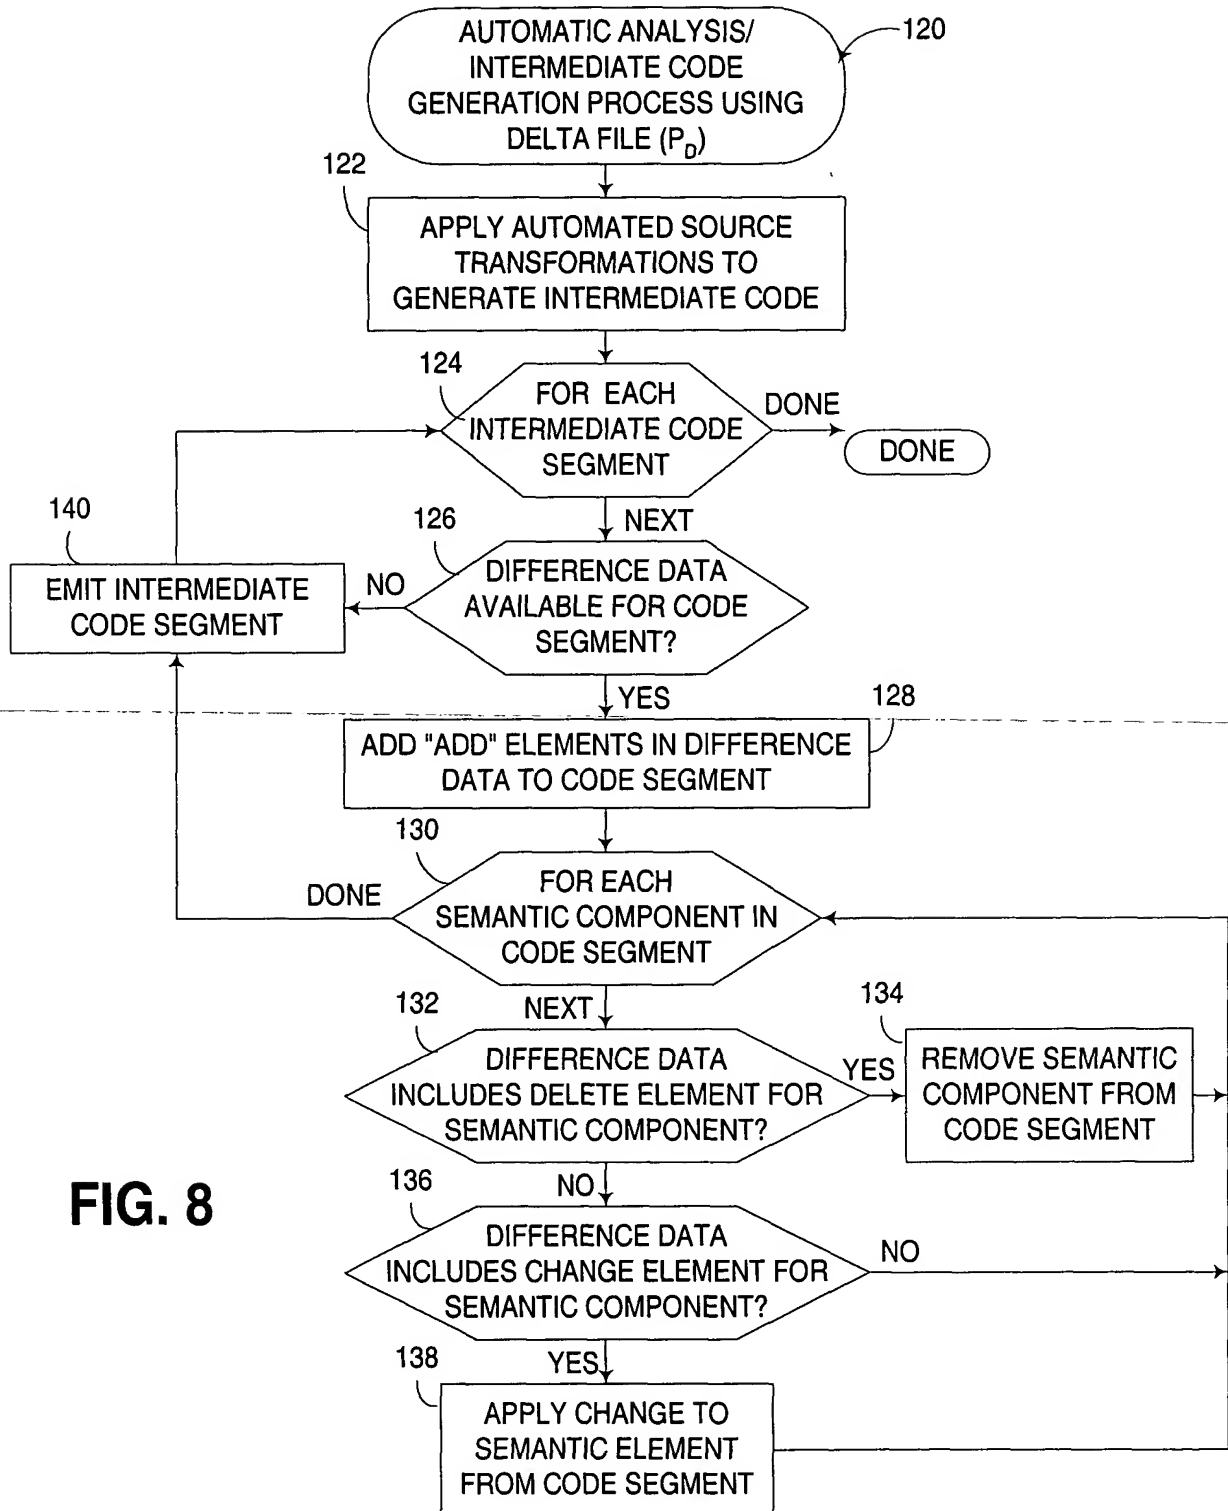 AUTOMATIC ANALYSIS/
INTERMEDIATE CODE
GENERATION PROCESS USING
DELTA FILE (P_D)
120
122
APPLY AUTOMATED SOURCE
TRANSFORMATIONS TO
GENERATE INTERMEDIATE CODE
124
FOR EACH
INTERMEDIATE CODE
SEGMENT
DONE
DONE
NEXT
140
EMIT INTERMEDIATE
CODE SEGMENT
NO
126
DIFFERENCE DATA
AVAILABLE FOR CODE
SEGMENT?
YES
128
ADD "ADD" ELEMENTS IN DIFFERENCE
DATA TO CODE SEGMENT
130
DONE
FOR EACH
SEMANTIC COMPONENT IN
CODE SEGMENT
NEXT
132
DIFFERENCE DATA
INCLUDES DELETE ELEMENT FOR
SEMANTIC COMPONENT?
YES
134
REMOVE SEMANTIC
COMPONENT FROM
CODE SEGMENT
NO
136
DIFFERENCE DATA
INCLUDES CHANGE ELEMENT FOR
SEMANTIC COMPONENT?
NO
YES
138
APPLY CHANGE TO
SEMANTIC ELEMENT
FROM CODE SEGMENT
FIG. 8